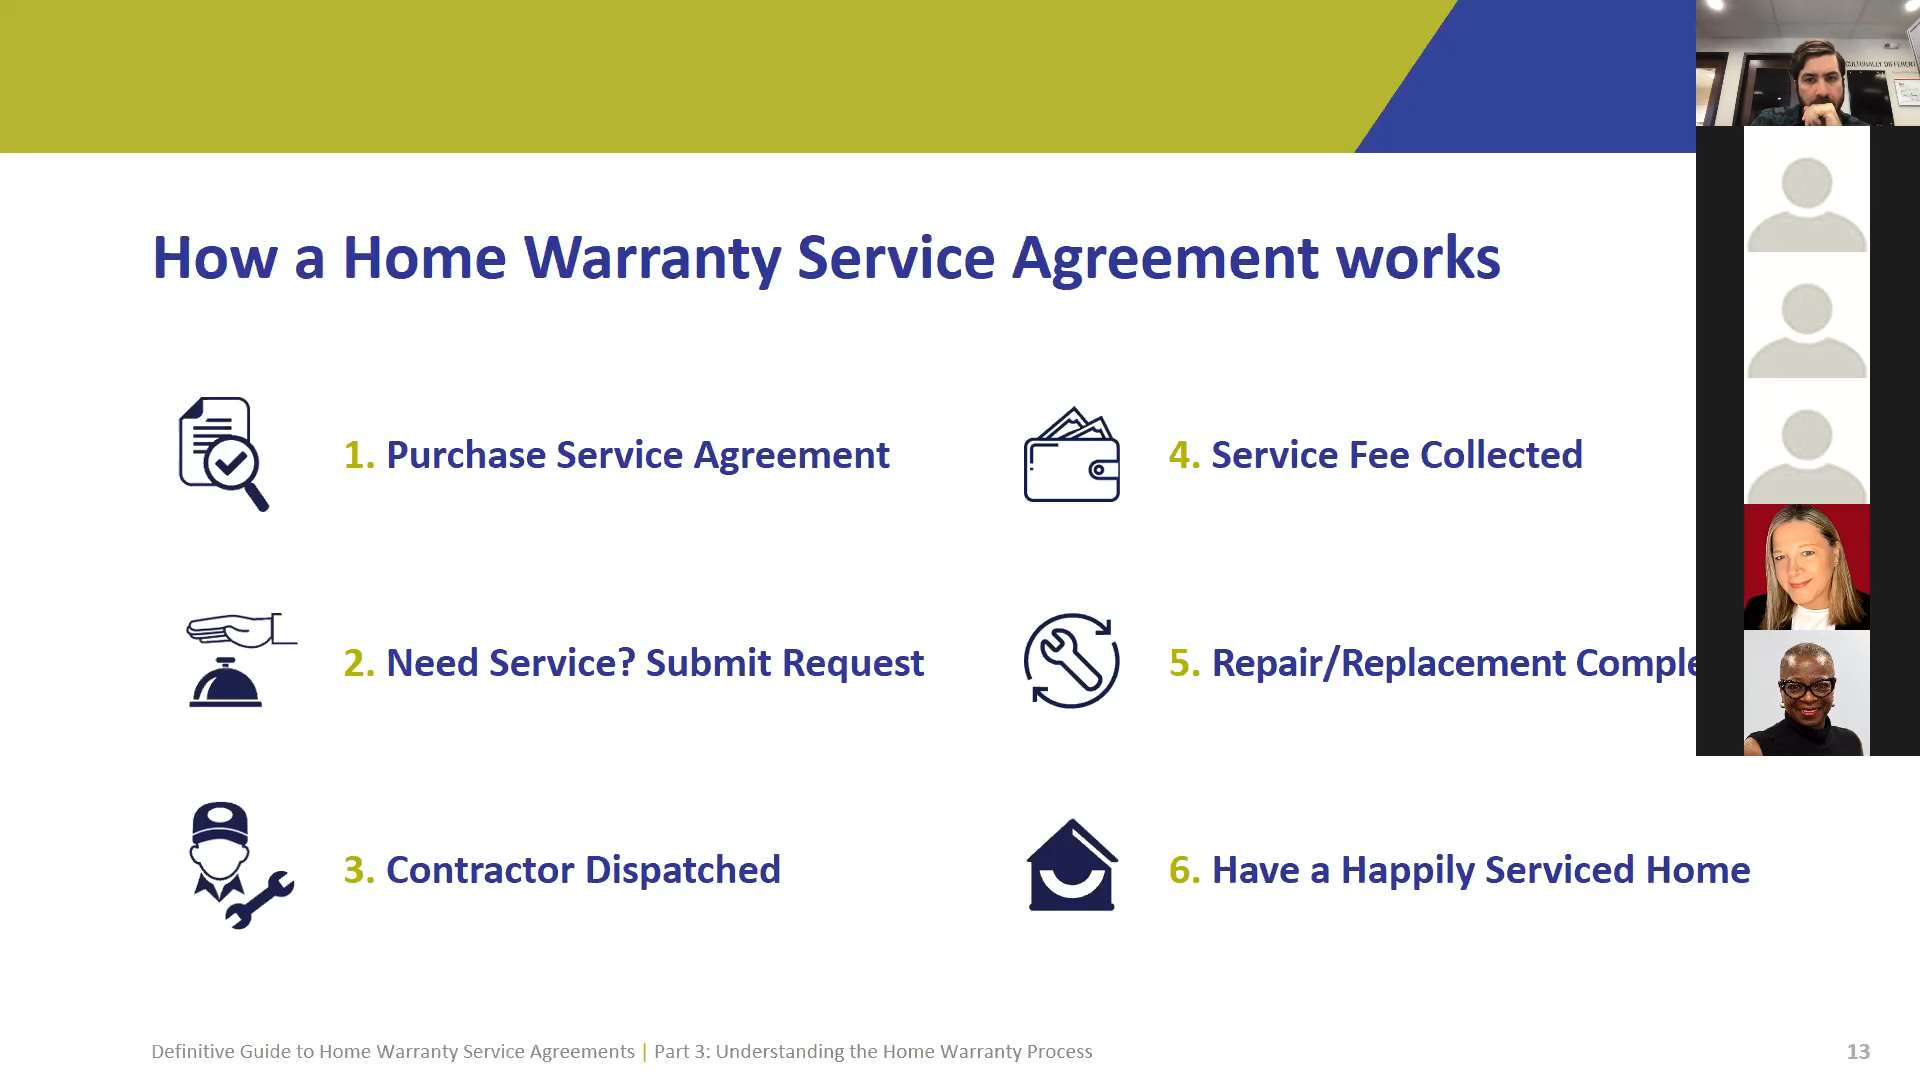 How a Home Warranty Service Agreement works
1. Purchase Service Agreement
2. Need Service? Submit Request
3. Contractor Dispatched
4. Service Fee Collected
5. Repair/Replacement Comple
6. Have a Happily Serviced Home
CULTURALLY DIFFERENT
Definitive Guide to Home Warranty Service Agreements | Part 3: Understanding the Home Warranty Process
13